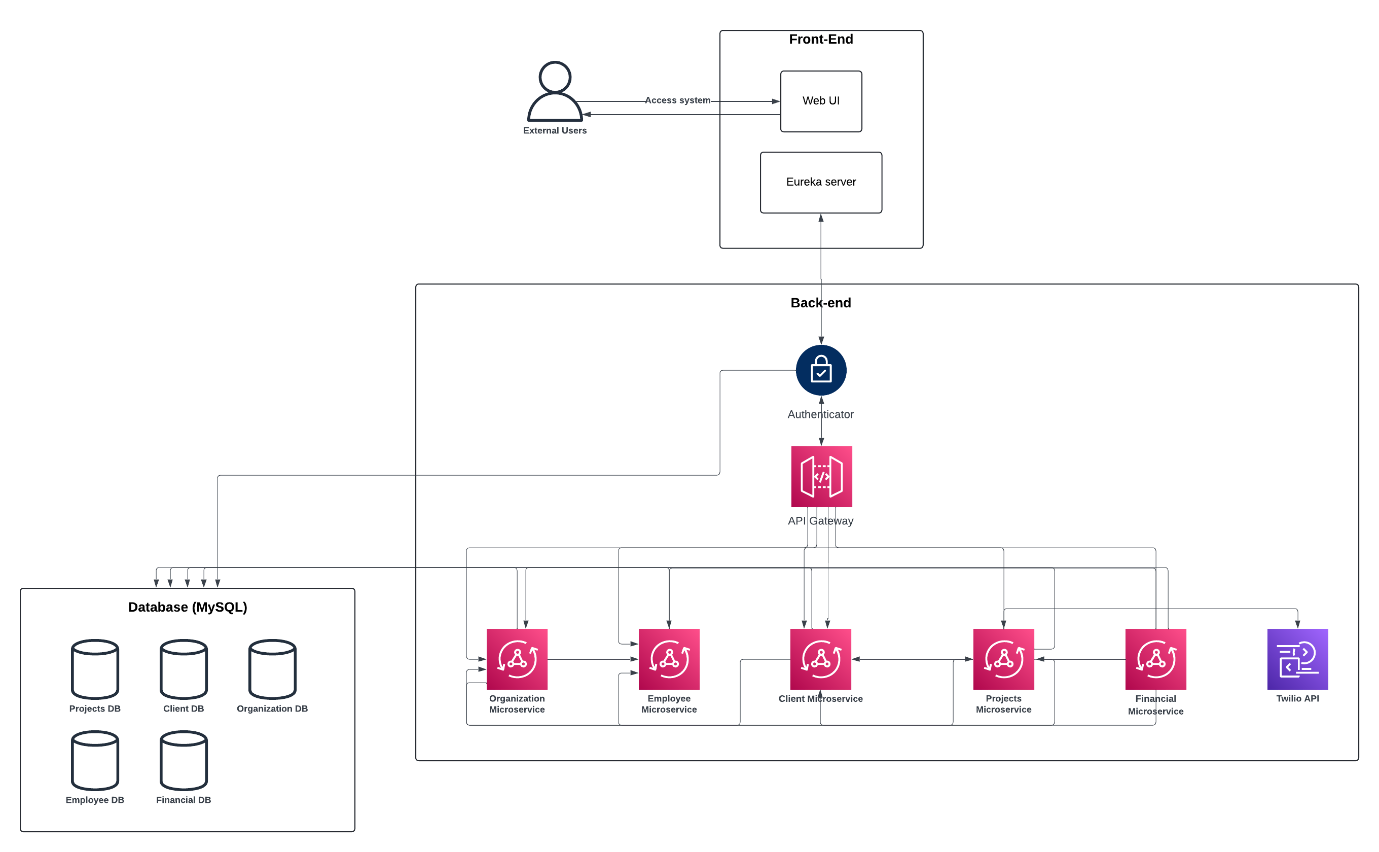 Front-End
Web UI
Access system
External Users
Eureka server
Back-end
Authenticator
API Gateway
Database (MySQL)
Projects DB
Client DB
Organization DB
Employee DB
Financial DB
Organization
Microservice
Employee
Microservice
Client Microservice
Projects
Microservice
Financial
Microservice
Twilio API